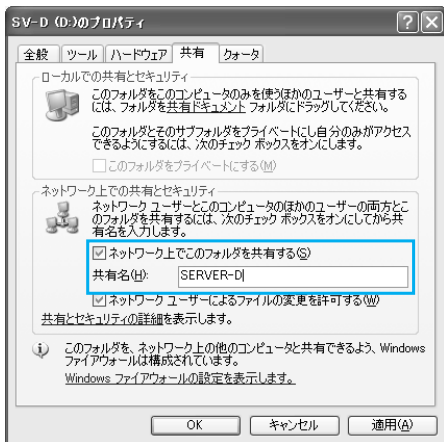 SV-D (D:)のプロパティ
全般 ツール ハードウェア 共有 クォータ
ローカルでの共有とセキュリティ
このフォルダをこのコンピュータのみを使うほかのユーザーと共有する
には、フォルダを共有ドキュメント フォルダにドラッグしてください。
このフォルダとそのサブフォルダをプライベートにし自分のみがアクセス
できるようにするには、次のチェック ボックスをオンにします。
このフォルダをプライベートにする(M)
ネットワーク上での共有とセキュリティ
ネットワーク ユーザーとこのコンピュータのほかのユーザーの両方とこ
のフォルダを共有するには、次のチェック ボックスをオンにしてから共
有名を入力します。
ネットワーク上でこのフォルダを共有する(S)
共有名(H): SERVER-D
ネットワーク ユーザーによるファイルの変更を許可する(W)
共有とセキュリティの詳細を表示します。
このフォルダを、ネットワーク上の他のコンピュータと共有できるよう、Windows
ファイアウォールは構成されています。
Windows ファイアウォールの設定を表示します。
OK キャンセル 適用(A)